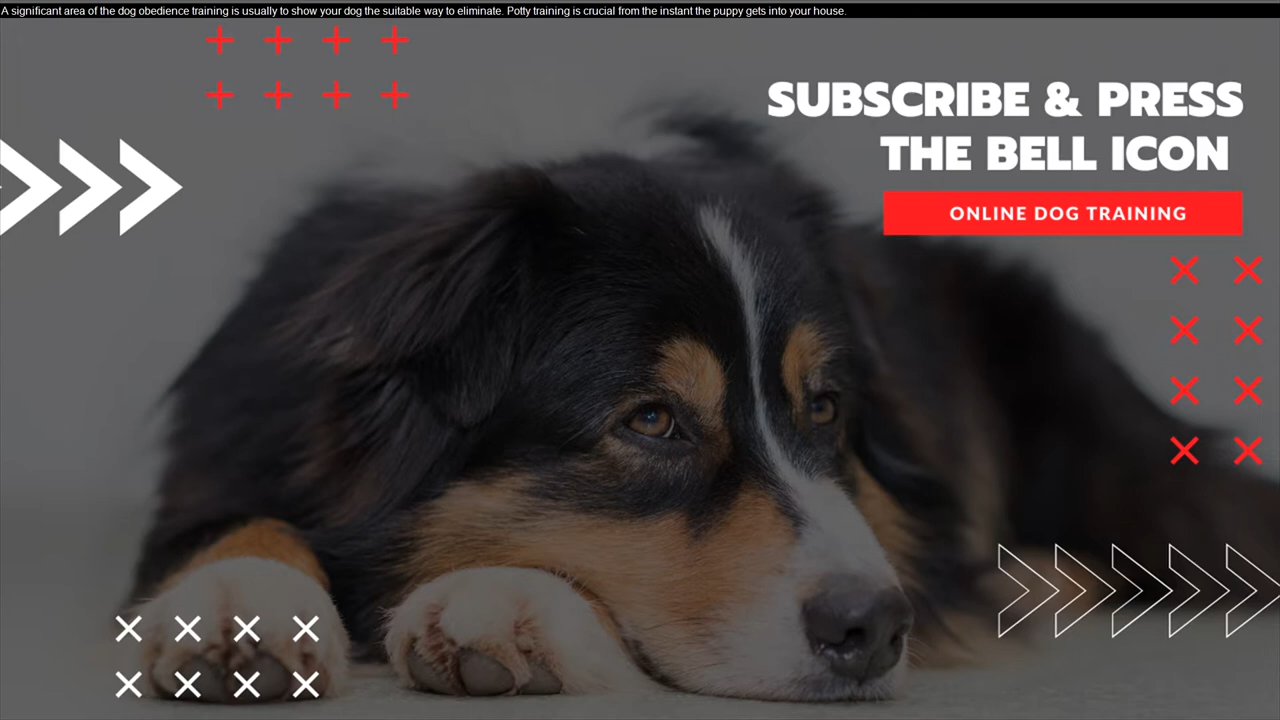 A significant area of the dog obedience training is usually to show your dog the suitable way to eliminate. Potty training is crucial from the instant the puppy gets into your house.
SUBSCRIBE & PRESS
THE BELL ICON
ONLINE DOG TRAINING